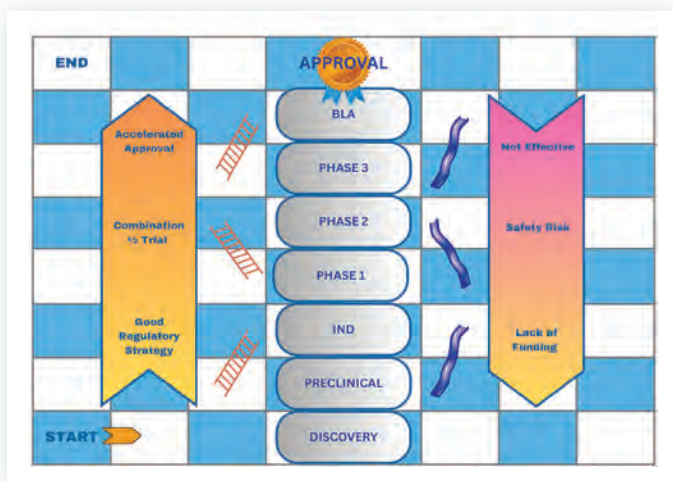 END
APPROVAL
BLA
Accelerated
Approval
PHASE 3
Not Effective
PHASE 2
Combination
½ Trial
Safety Risk
PHASE 1
Good
Regulatory
Strategy
IND
Lack of
Funding
PRECLINICAL
START
DISCOVERY